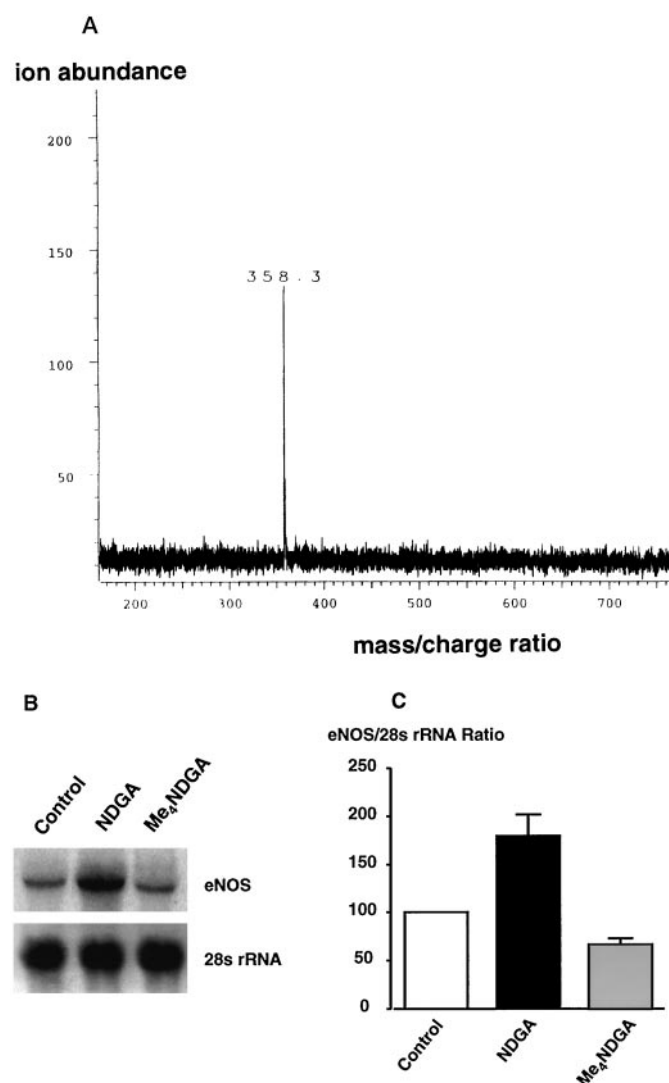 A
ion abundance
200
150
358.3
100
50
200 300 400 500 600 700
mass/charge ratio
B
Control NDGA Me₄NDGA
eNOS
28s rRNA
C
eNOS/28s rRNA Ratio
250
200
150
100
50
0
Control NDGA Me₄NDGA